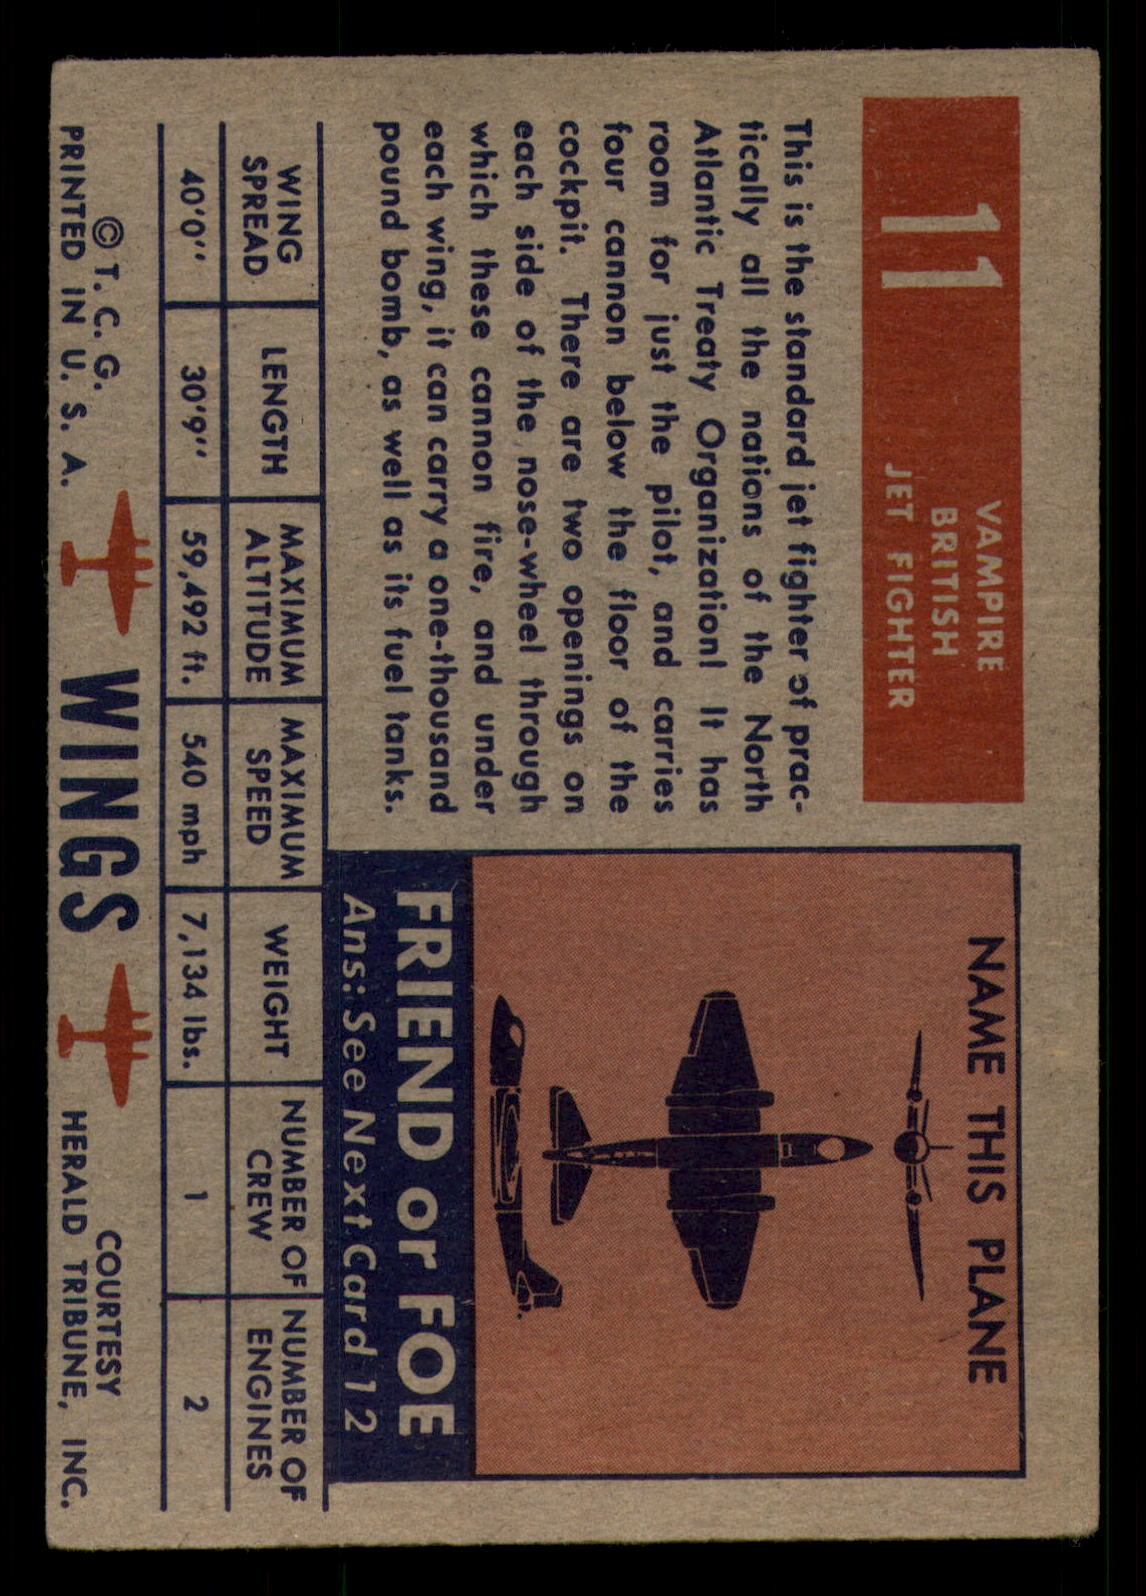 11
VAMPIRE
BRITISH
JET FIGHTER
This is the standard jet fighter of prac-
tically all the nations of the North
Atlantic Treaty Organization! It has
room for just the pilot, and carries
four cannon below the floor of the
cockpit. There are two openings on
each side of the nose-wheel through
which these cannon fire, and under
each wing, it can carry a one-thousand
pound bomb, as well as its fuel tanks.
NAME THIS PLANE
FRIEND or FOE
Ans: See Next Card 12
WING
SPREAD
LENGTH
MAXIMUM
ALTITUDE
MAXIMUM
SPEED
WEIGHT
NUMBER OF
CREW
NUMBER OF
ENGINES
40'0''
30'9''
59,492 ft.
540 mph
7,134 lbs.
1
2
©T. C. G.
PRINTED IN U. S. A.
WINGS
COURTESY
HERALD TRIBUNE, INC.